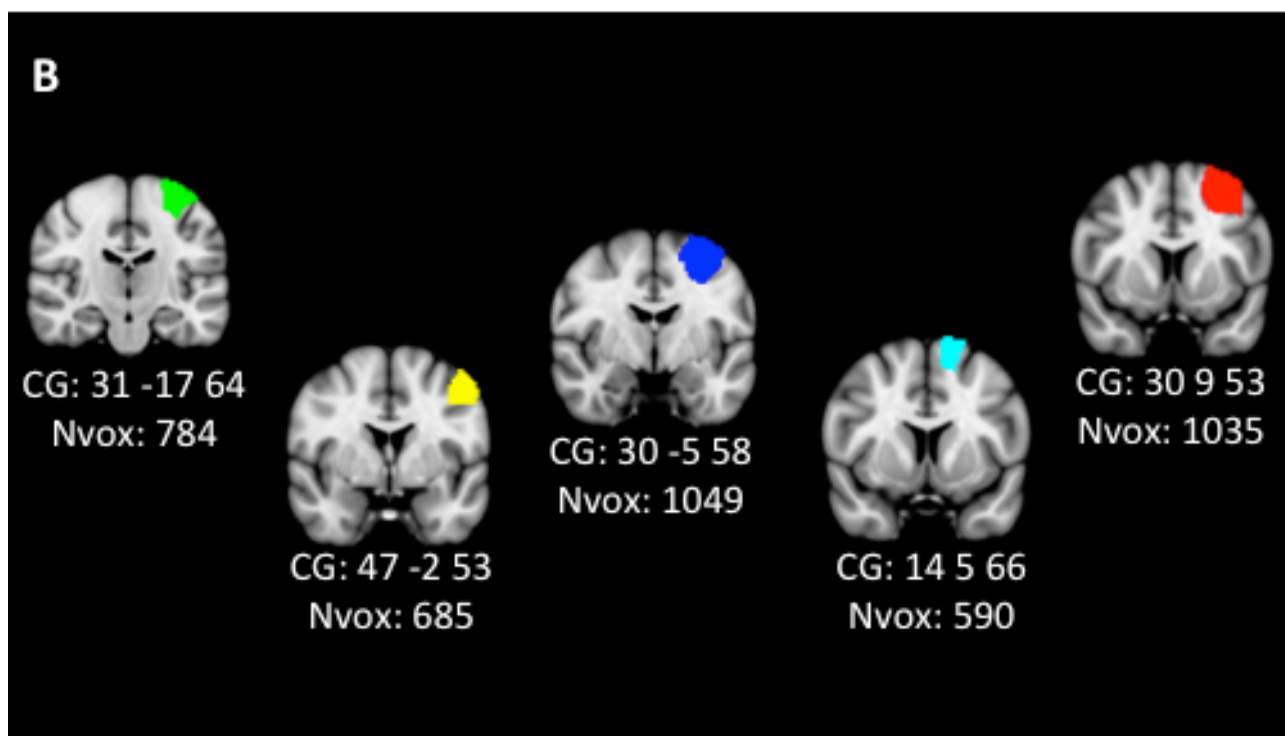 B
CG: 31 -17 64
Nvox: 784
CG: 47 -2 53
Nvox: 685
CG: 30 -5 58
Nvox: 1049
CG: 14 5 66
Nvox: 590
CG: 30 9 53
Nvox: 1035